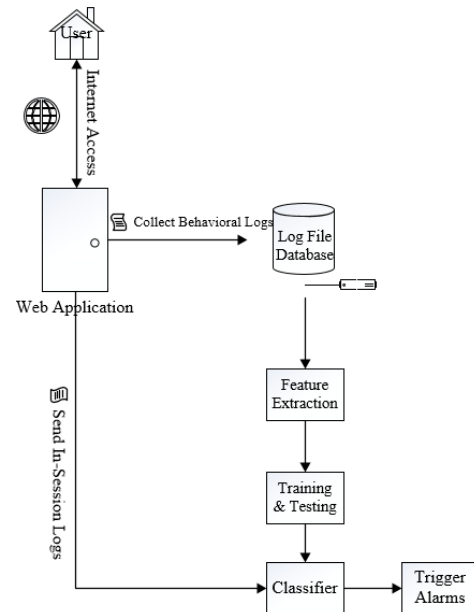 User
Internet Access
Collect Behavioral Logs
Log File
Database
Web Application
Feature
Extraction
Send In-Session Logs
Training
& Testing
Classifier
Trigger
Alarms